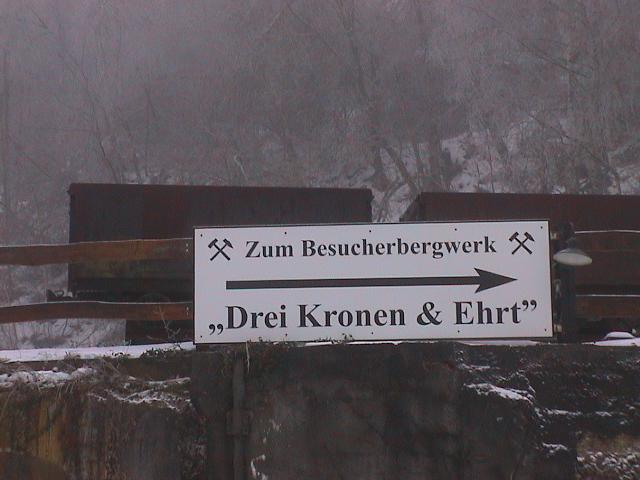 Zum Besucherbergwerk
„Drei Kronen & Ehrt”